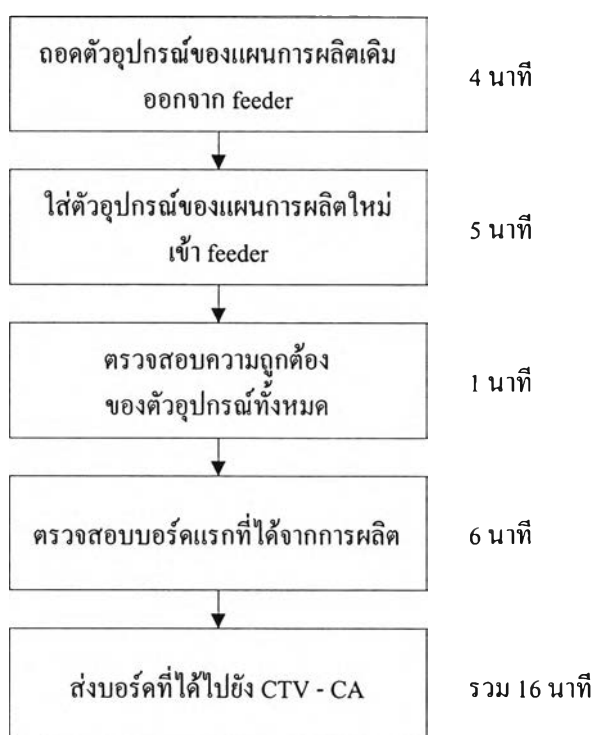 ถอดตัวอุปกรณ์ของแผนการผลิตเดิม
ออกจาก feeder
4 นาที
ใส่ตัวอุปกรณ์ของแผนการผลิตใหม่
เข้า feeder
5 นาที
ตรวจสอบความถูกต้อง
ของตัวอุปกรณ์ทั้งหมด
1 นาที
ตรวจสอบบอร์ดแรกที่ได้จากการผลิต
6 นาที
ส่งบอร์ดที่ได้ไปยัง CTV - CA
รวม 16 นาที